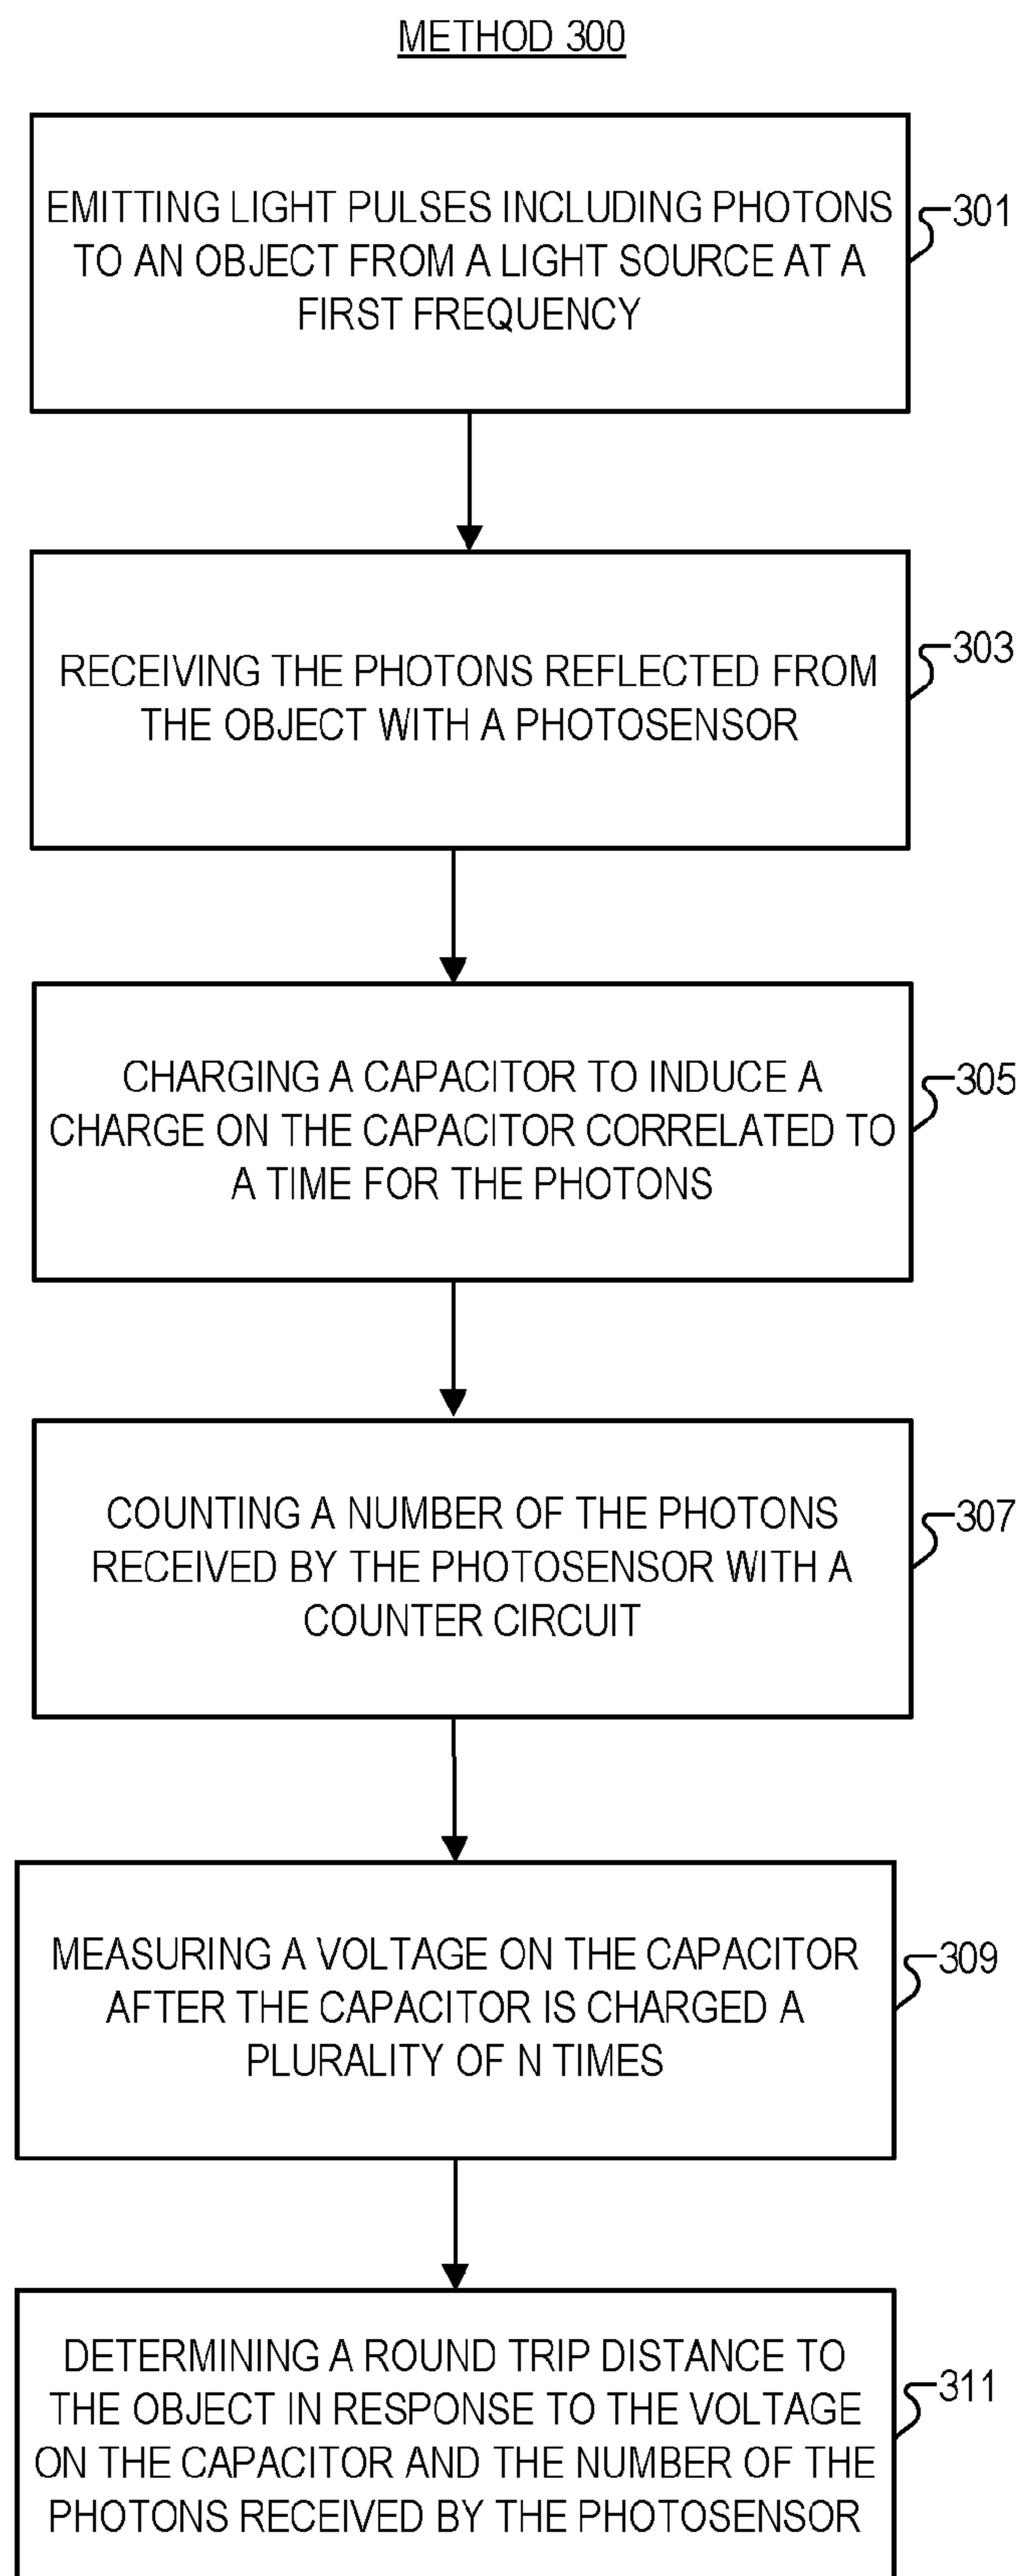 METHOD 300
EMITTING LIGHT PULSES INCLUDING PHOTONS
TO AN OBJECT FROM A LIGHT SOURCE AT A
FIRST FREQUENCY
301
RECEIVING THE PHOTONS REFLECTED FROM
THE OBJECT WITH A PHOTOSENSOR
303
CHARGING A CAPACITOR TO INDUCE A
CHARGE ON THE CAPACITOR CORRELATED TO
A TIME FOR THE PHOTONS
305
COUNTING A NUMBER OF THE PHOTONS
RECEIVED BY THE PHOTOSENSOR WITH A
COUNTER CIRCUIT
307
MEASURING A VOLTAGE ON THE CAPACITOR
AFTER THE CAPACITOR IS CHARGED A
PLURALITY OF N TIMES
309
DETERMINING A ROUND TRIP DISTANCE TO
THE OBJECT IN RESPONSE TO THE VOLTAGE
ON THE CAPACITOR AND THE NUMBER OF THE
PHOTONS RECEIVED BY THE PHOTOSENSOR
311